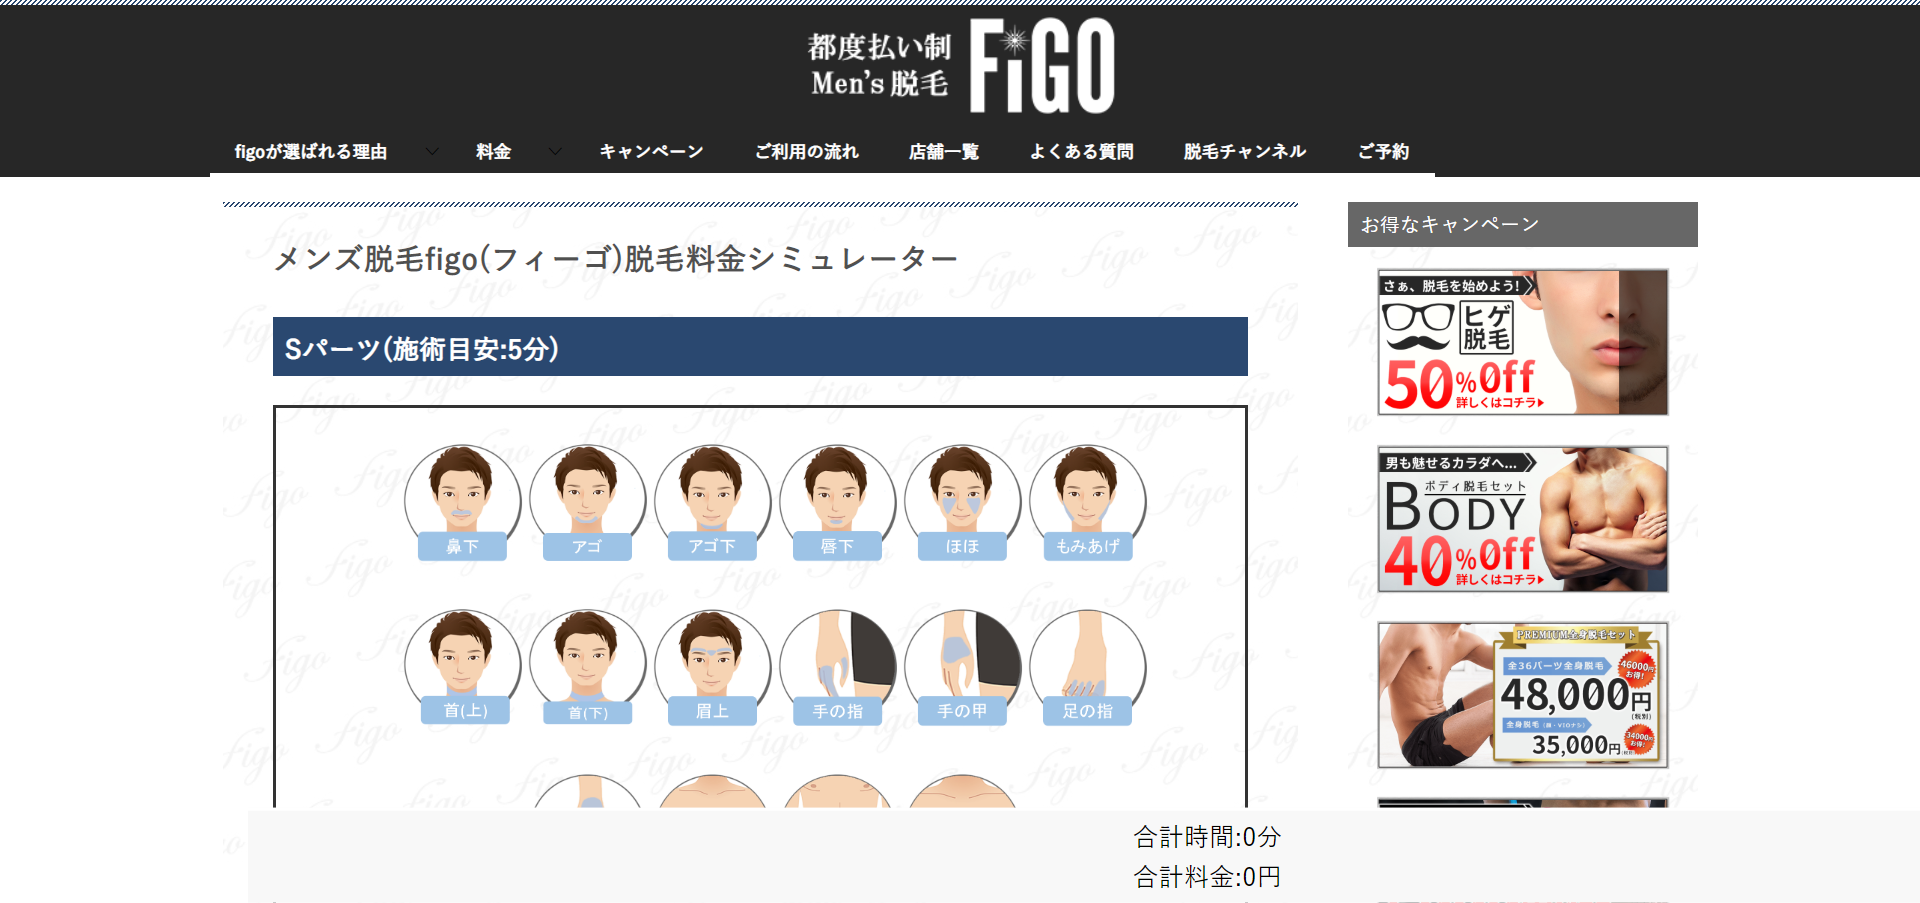 都度払い制
Men's 脱毛
FiGO
figoが選ばれる理由 料金 キャンペーン ご利用の流れ 店舗一覧 よくある質問 脱毛チャンネル ご予約
メンズ脱毛figo(フィーゴ)脱毛料金シミュレーター
Sパーツ(施術目安:5分)
鼻下 アゴ アゴ下 唇下 ほほ もみあげ
首(上) 首(下) 眉上 手の指 手の甲 足の指
合計時間:0分
合計料金:0円
お得なキャンペーン
さぁ、脱毛を始めよう!
ヒゲ
脱毛
50%Off
詳しくはコチラ
男も魅せるカラダへ...
ボディ脱毛セット
BODY
40%Off
詳しくはコチラ
PREMIUM全身脱毛セット
全36パーツ全身脱毛
46000円
お得!
48,000円
(税別)
全身脱毛(顔・VIOナシ)
34000円
お得!
35,000円